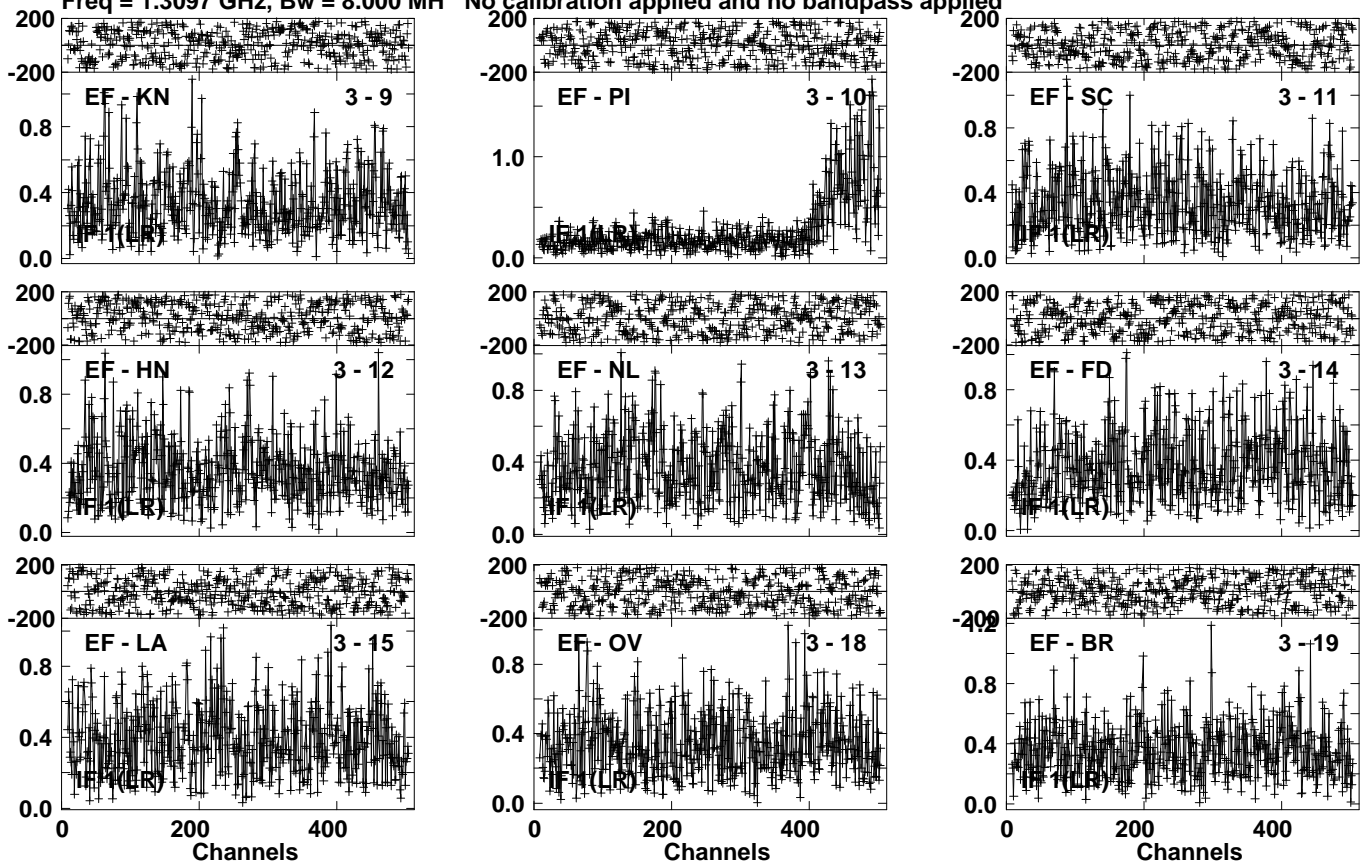 Freq = 1.3097 GHz, Bw = 8.000 MH No calibration applied and no bandpass applied
200 200 200
-200 -200 -200
EF - KN 3 - 9 EF - PI 3 - 10 EF - SC 3 - 11
0.8 1.0 0.8
0.4 0.4
IF 1(LR) IF 1(LR) IF 1(LR)
0.0 0.0 0.0
200 200 200
-200 -200 -200
EF - HN 3 - 12 EF - NL 3 - 13 EF - FD 3 - 14
0.8 0.8 0.8
0.4 0.4 0.4
IF 1(LR) IF 1(LR) IF 1(LR)
0.0 0.0 0.0
200 200 200
-200 -200 -200
1.2
EF - LA 3 - 15 EF - OV 3 - 18 EF - BR 3 - 19
0.8 0.8 0.8
0.4 0.4 0.4
IF 1(LR) IF 1(LR) IF 1(LR)
0.0 0.0 0.0
0 200 400 0 200 400 0 200 400
Channels Channels Channels